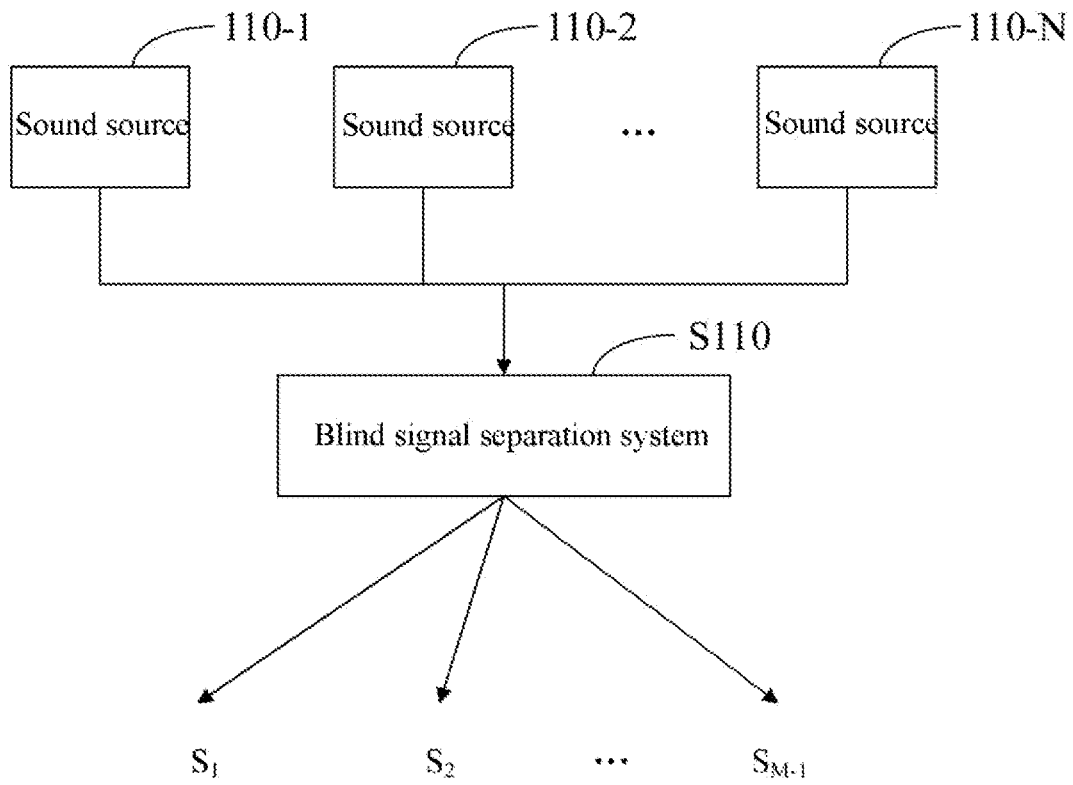 110-1 110-2 110-N
Sound source Sound source ... Sound source
S110
Blind signal separation system
S1 S2 ... SM-1